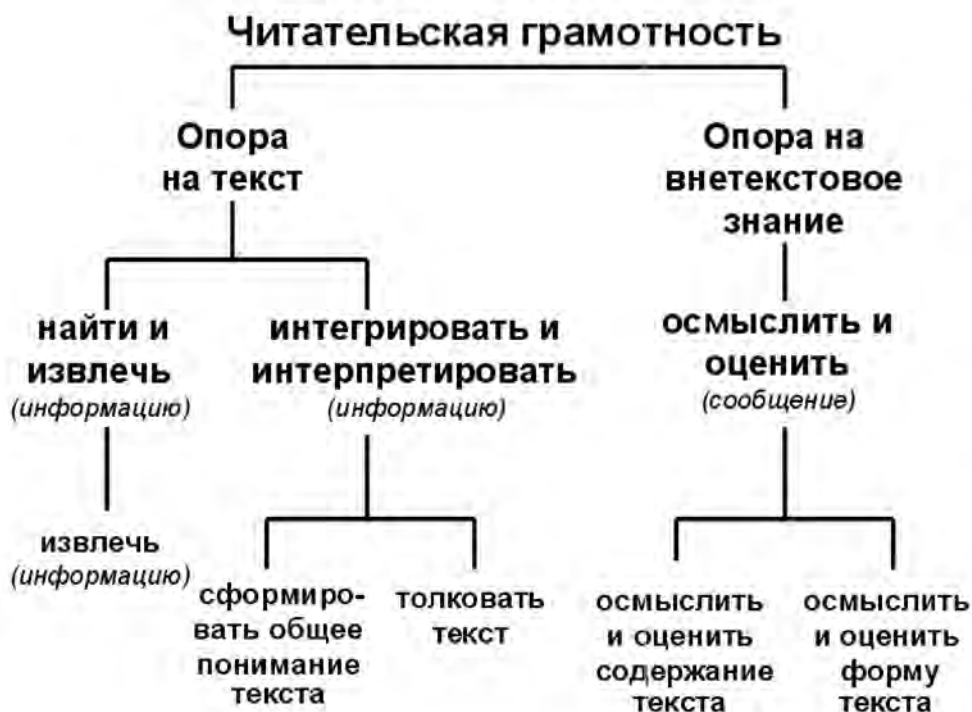 Читательская грамотность
Опора
на текст
Опора на
внетекстовое
знание
найти и
извлечь
(информацию)
интегрировать и
интерпретировать
(информацию)
осмыслить и
оценить
(сообщение)
извлечь
(информацию)
сформиро-
вать общее
понимание
текста
толковать
текст
осмыслить
и оценить
содержание
текста
осмыслить
и оценить
форму
текста